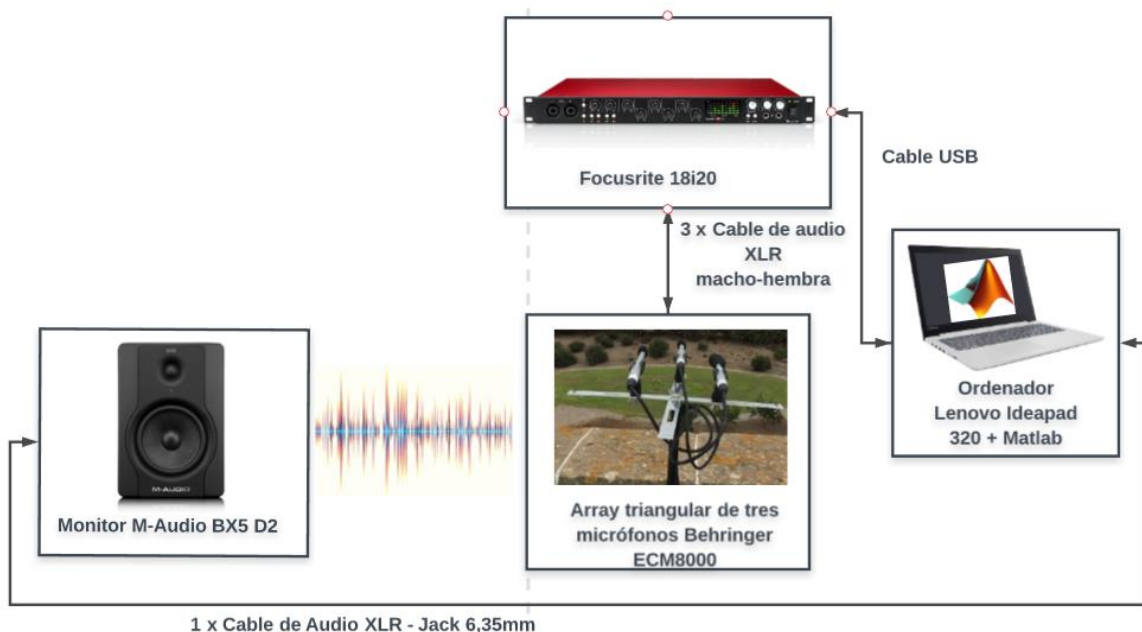 Focusrite 18i20
Cable USB
3 x Cable de audio
XLR
macho-hembra
M-AUDIO
Monitor M-Audio BX5 D2
Array triangular de tres
micrófonos Behringer
ECM8000
Ordenador
Lenovo Ideapad
320 + Matlab
1 x Cable de Audio XLR - Jack 6,35mm